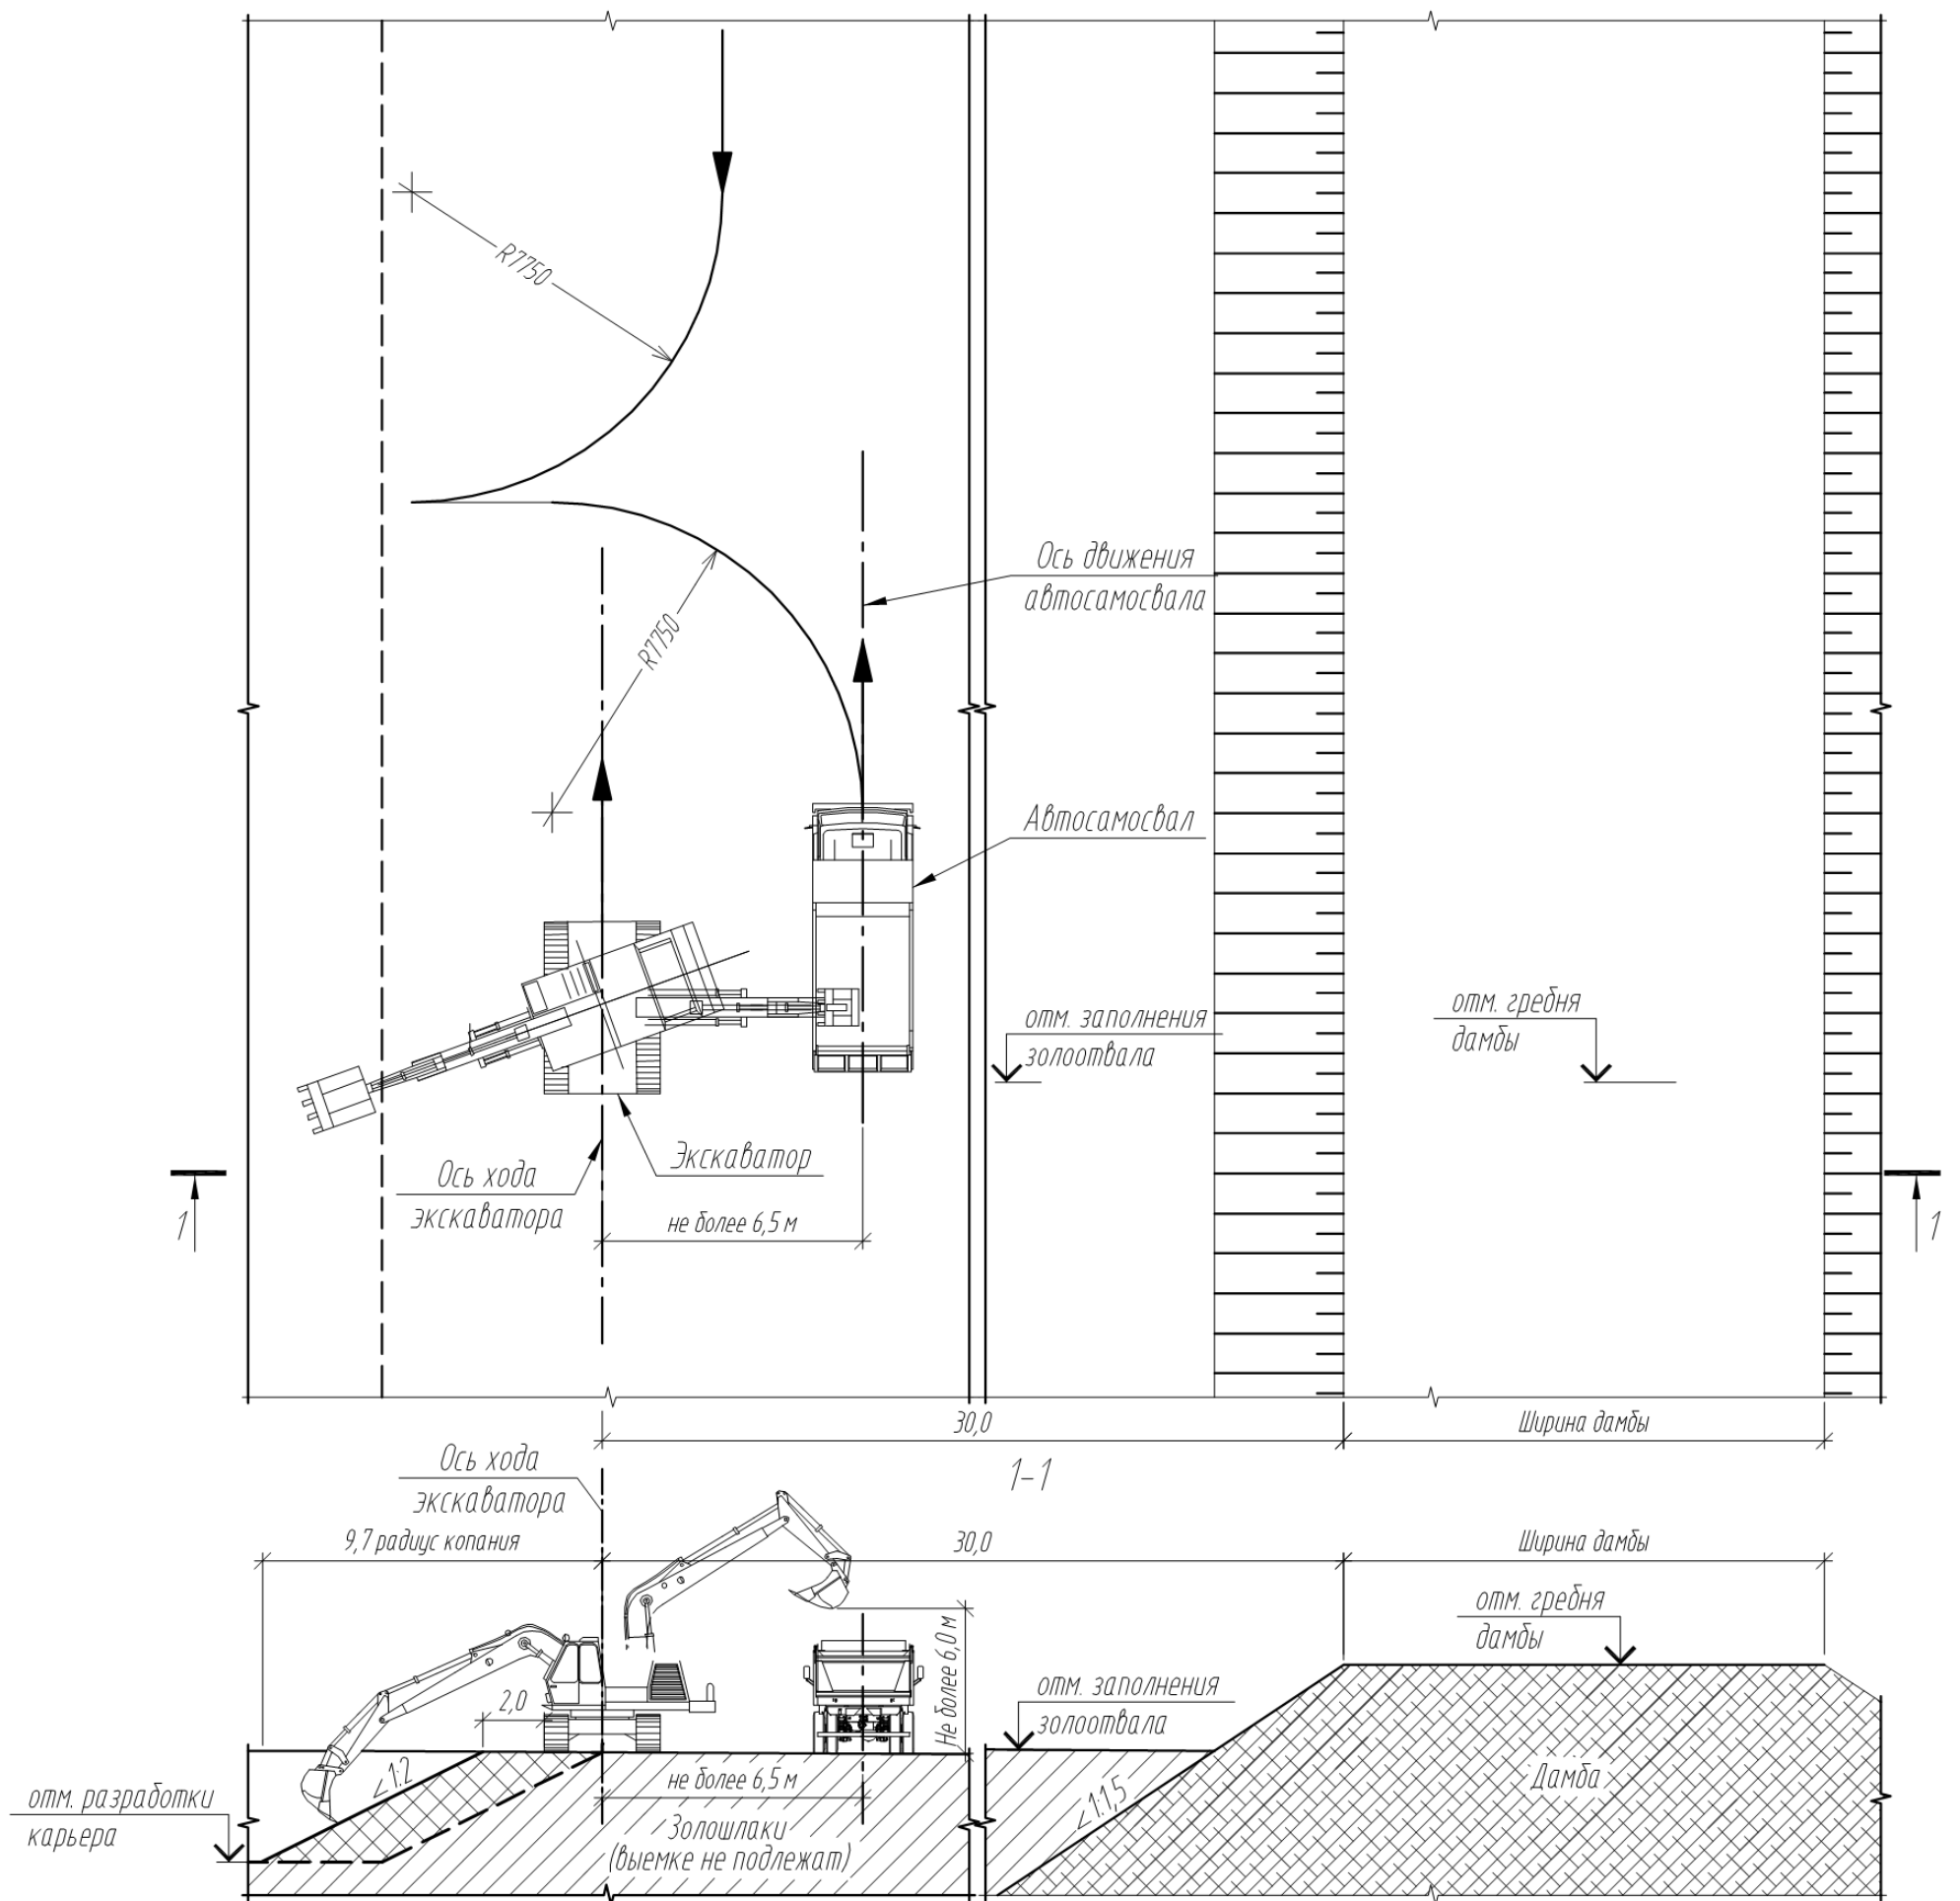 R7750
R7750
Ось движения
автосамосвала
Автосамосвал
отм. заполнения
золоотвала
отм. гребня
дамбы
Экскаватор
Ось хода
экскаватора
не более 6,5 м
1
1
30,0
Ширина дамбы
1-1
Ось хода
экскаватора
9,7 радиус копания
30,0
Ширина дамбы
отм. гребня
дамбы
Не более 6,0 м
2,0
отм. заполнения
золоотвала
<1:2
не более 6,5 м
<1:1,5
Дамба
отм. разработки
карьера
Золошлаки
(выемке не подлежат)